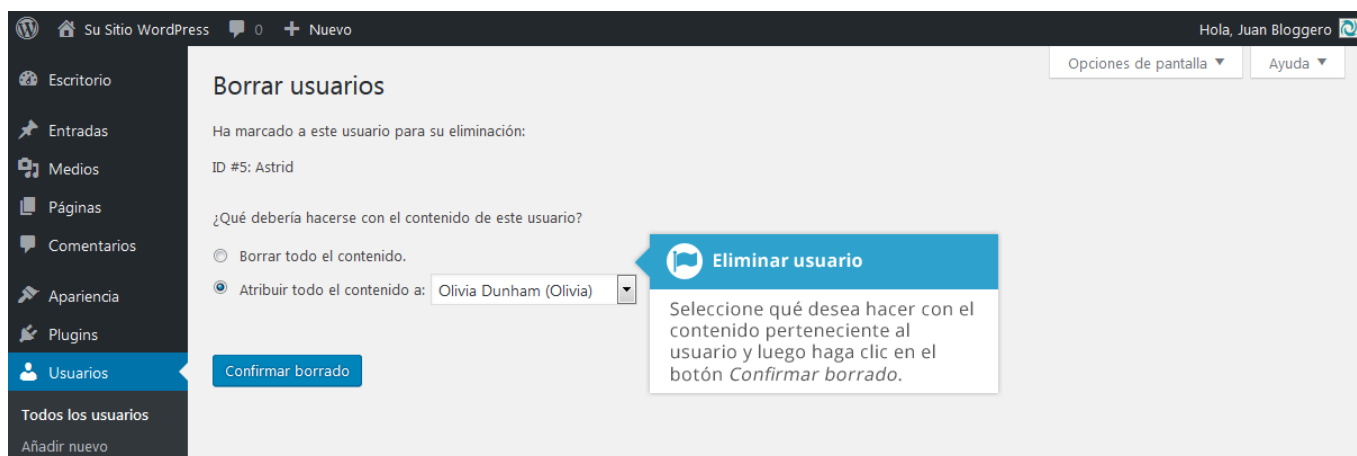 Su Sitio WordPress 0 + Nuevo Hola, Juan Bloggero
Opciones de pantalla ▼ Ayuda ▼
Escritorio
Entradas
Medios
Páginas
Comentarios
Apariencia
Plugins
Usuarios
Todos los usuarios
Añadir nuevo
Borrar usuarios
Ha marcado a este usuario para su eliminación:
ID #5: Astrid
¿Qué debería hacerse con el contenido de este usuario?
Borrar todo el contenido.
Atribuir todo el contenido a: Olivia Dunham (Olivia)
Confirmar borrado
Eliminar usuario
Seleccione qué desea hacer con el
contenido perteneciente al
usuario y luego haga clic en el
botón Confirmar borrado.